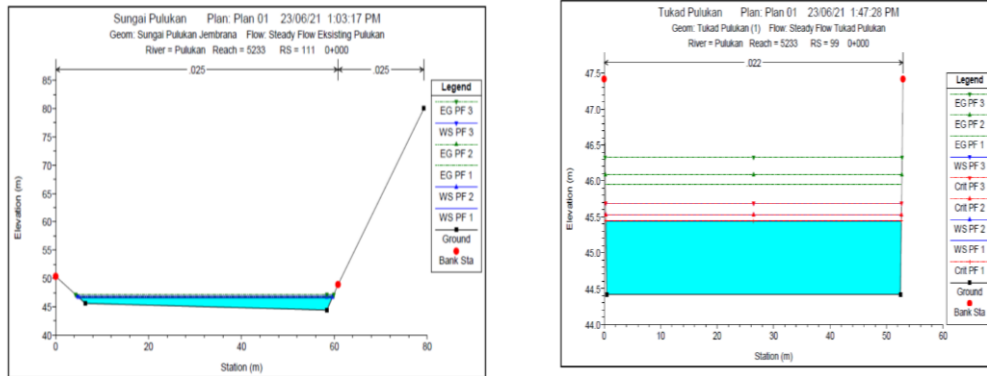 Sungai Pulukan Plan: Plan 01 23/06/21 1:03:17 PM
Geom: Sungai Pulukan Jembrana Flow: Steady Flow Eksisting Pulukan
River = Pulukan Reach = 5233 RS = 111 0+000
.025 .025
Legend
EG PF 3
WS PF 3
EG PF 2
EG PF 1
WS PF 2
WS PF 1
Ground
Bank Sta
Elevation (m)
85
80
75
70
65
60
55
50
45
40
0 20 40 60 80
Station (m)
Tukad Pulukan Plan: Plan 01 23/06/21 1:47:28 PM
Geom: Tukad Pulukan (1) Flow: Steady Flow Tukad Pulukan
River = Pulukan Reach = 5233 RS = 99 0+000
.022
Legend
EG PF 3
EG PF 2
EG PF 1
WS PF 3
Crit PF 3
Crit PF 2
WS PF 2
WS PF 1
Crit PF 1
Ground
Bank Sta
Elevation (m)
47.5
47.0
46.5
46.0
45.5
45.0
44.5
44.0
0 10 20 30 40 50 60
Station (m)